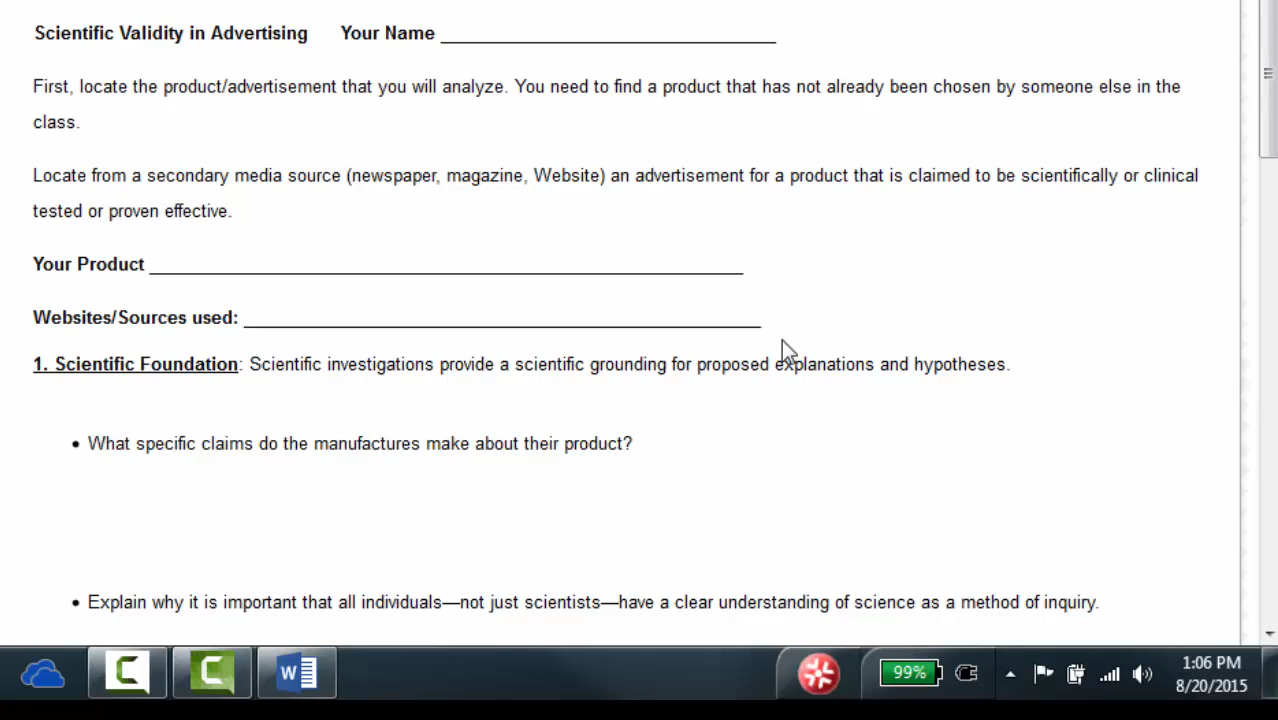 Scientific Validity in Advertising Your Name ___________________________________
First, locate the product/advertisement that you will analyze. You need to find a product that has not already been chosen by someone else in the
class.
Locate from a secondary media source (newspaper, magazine, Website) an advertisement for a product that is claimed to be scientifically or clinical
tested or proven effective.
Your Product ______________________________________________________________
Websites/Sources used: ______________________________________________________
1. Scientific Foundation: Scientific investigations provide a scientific grounding for proposed explanations and hypotheses.
• What specific claims do the manufactures make about their product?
• Explain why it is important that all individuals—not just scientists—have a clear understanding of science as a method of inquiry.
99%
1:06 PM
8/20/2015